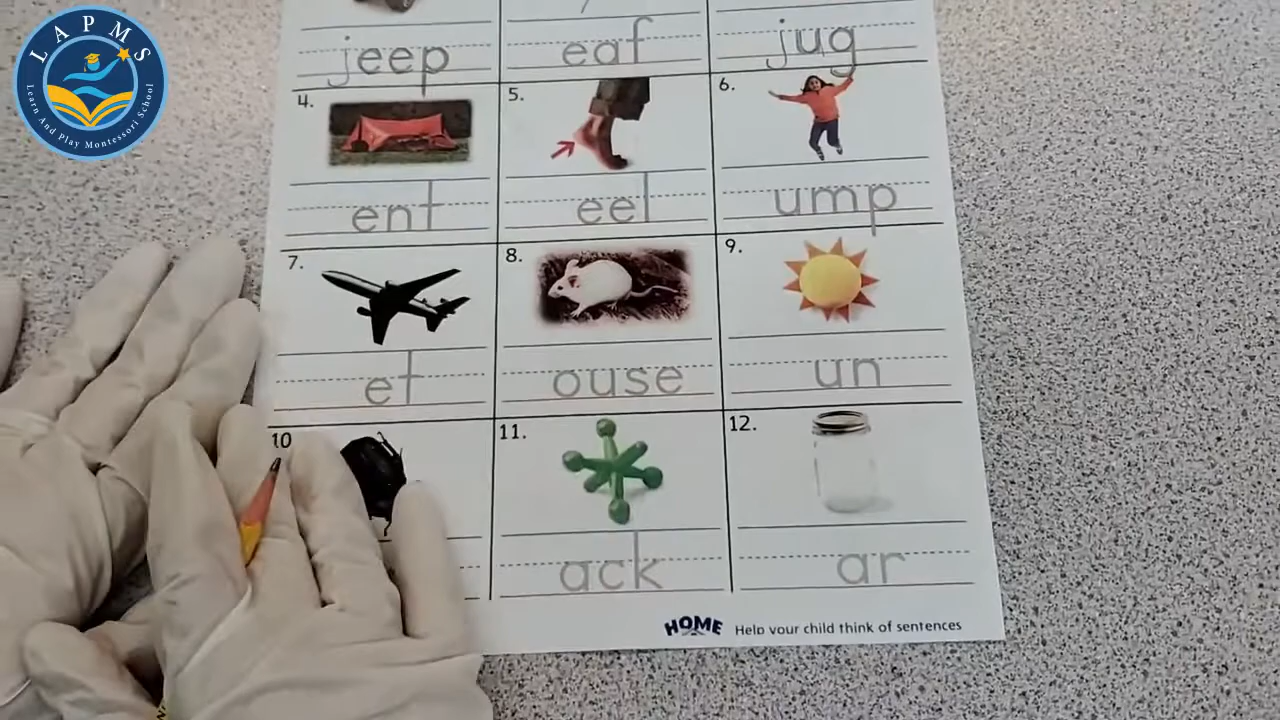 LAPMS
Learn And Play Montessori School
jeep
eaf
jug
4.
5.
6.
ent
eel
ump
7.
8.
9.
et
ouse
un
10
11.
12.
ack
ar
HOME Help your child think of sentences